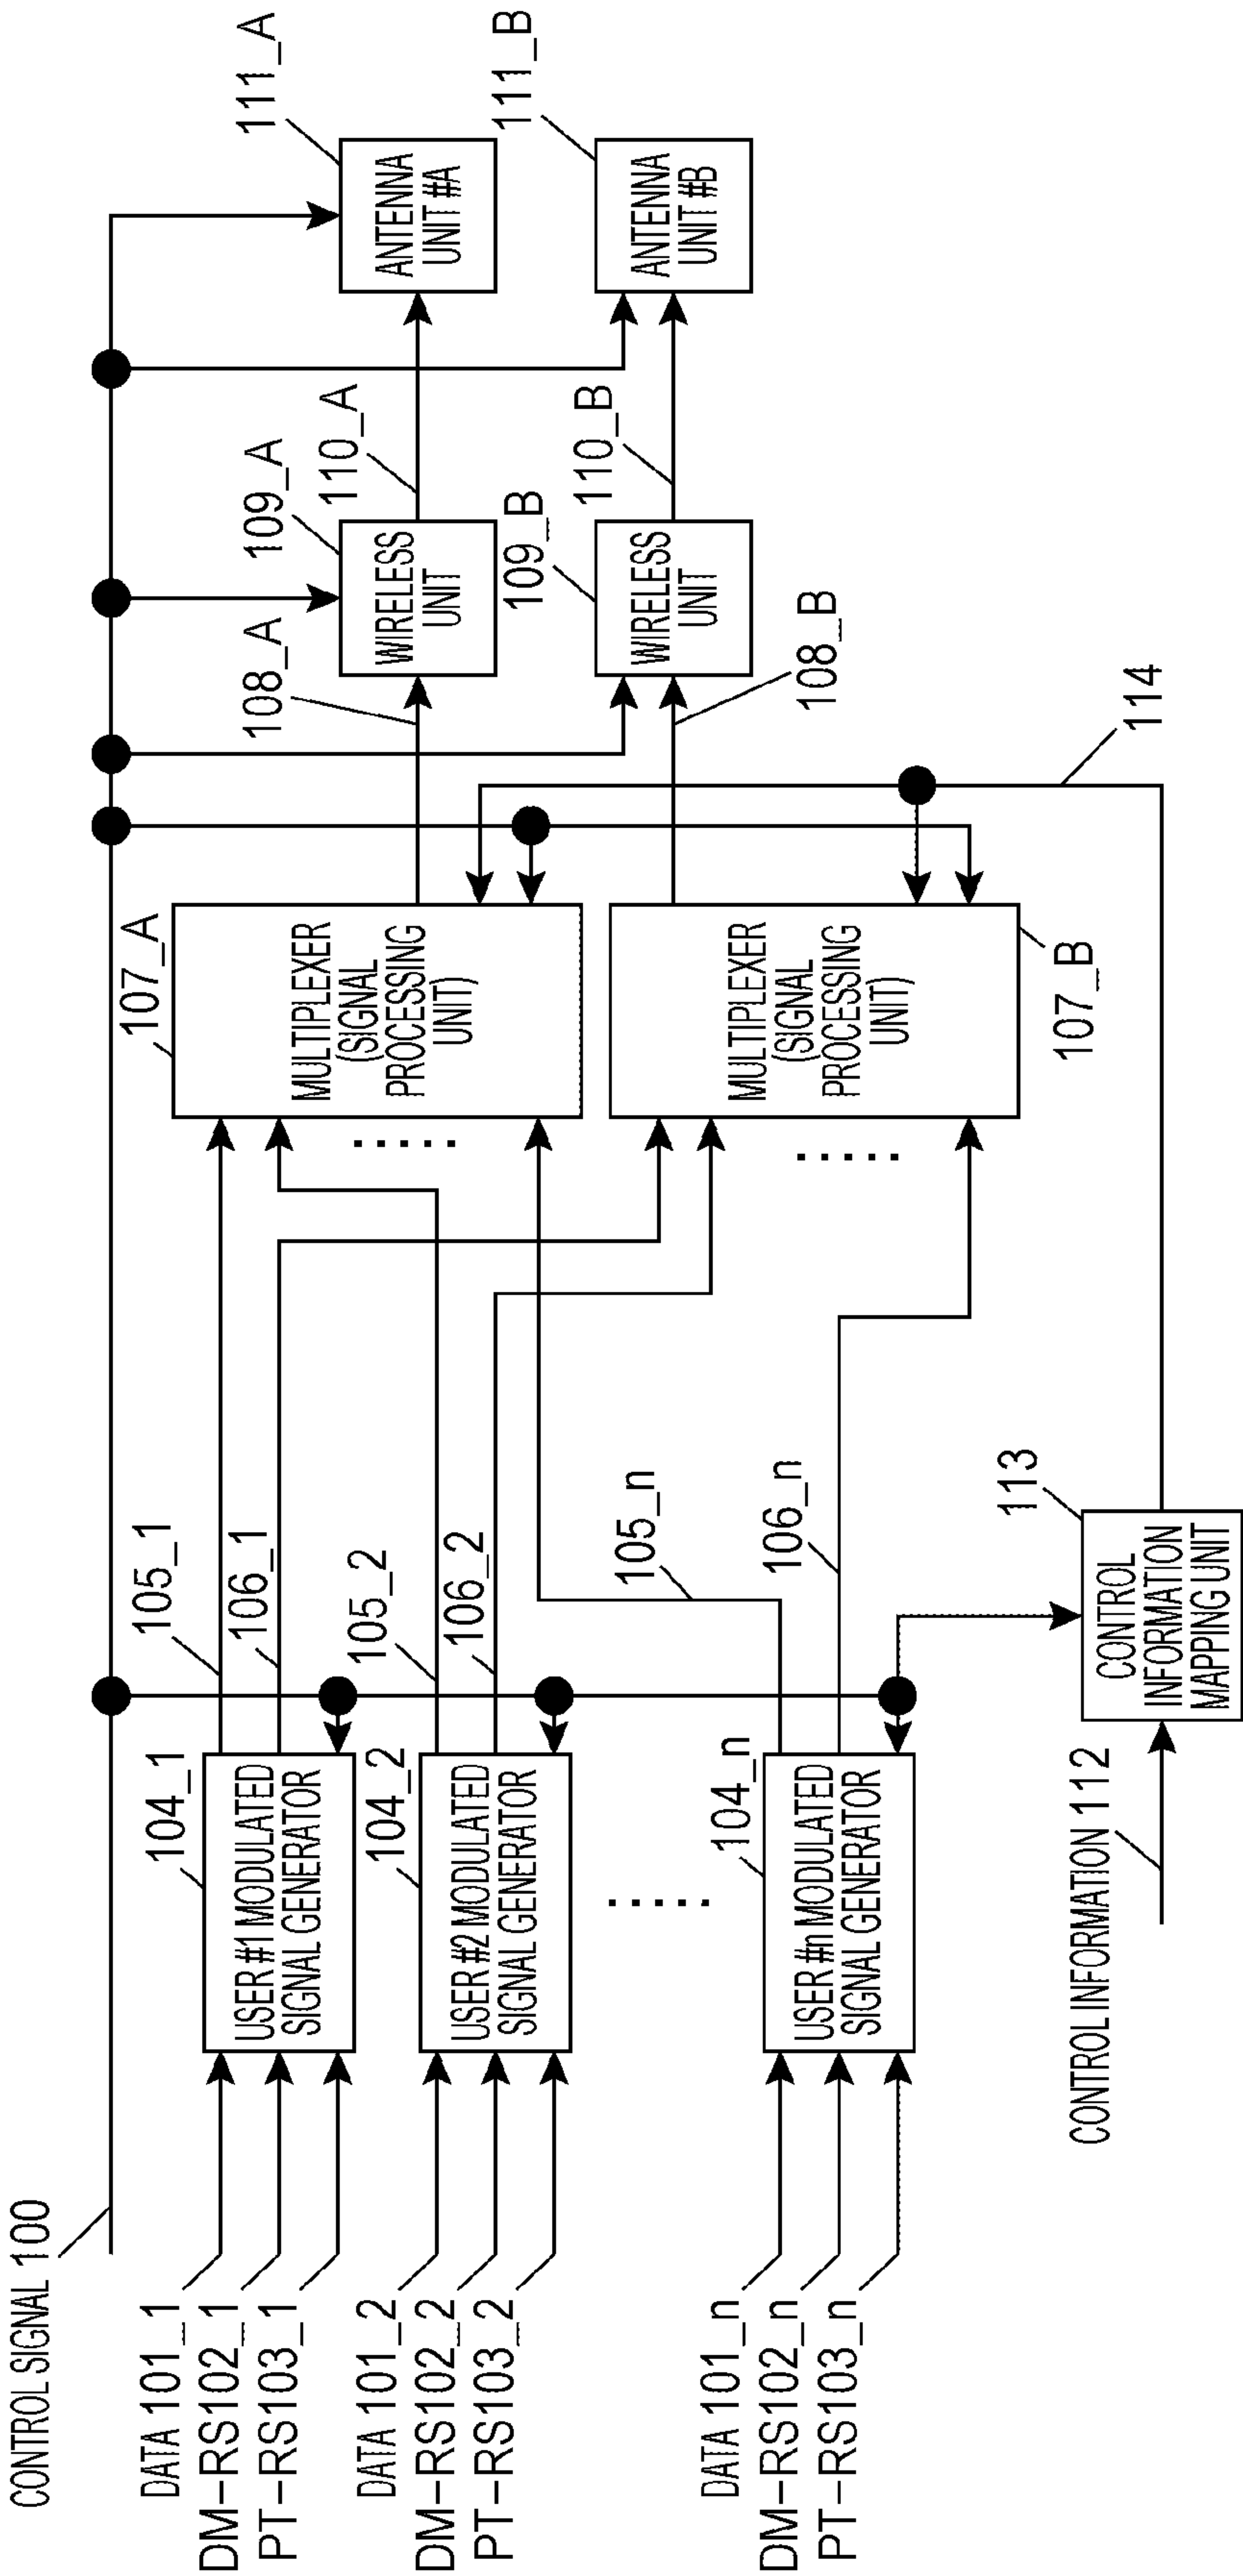 CONTROL SIGNAL 100
DATA 101_1
DM-RS102_1
PT-RS103_1
DATA 101_2
DM-RS102_2
PT-RS103_2
DATA 101_n
DM-RS102_n
PT-RS103_n
CONTROL INFORMATION 112
104_1
USER #1 MODULATED
SIGNAL GENERATOR
104_2
USER #2 MODULATED
SIGNAL GENERATOR
.....
104_n
USER #n MODULATED
SIGNAL GENERATOR
105_1
106_1
105_2
106_2
105_n
106_n
113
CONTROL
INFORMATION
MAPPING UNIT
107_A
MULTIPLEXER
(SIGNAL
PROCESSING
UNIT)
.....
MULTIPLEXER
(SIGNAL
PROCESSING
UNIT)
.....
107_B
108_A
109_A
WIRELESS
UNIT
110_A
109_B
WIRELESS
UNIT
108_B
110_B
114
111_A
ANTENNA
UNIT #A
111_B
ANTENNA
UNIT #B